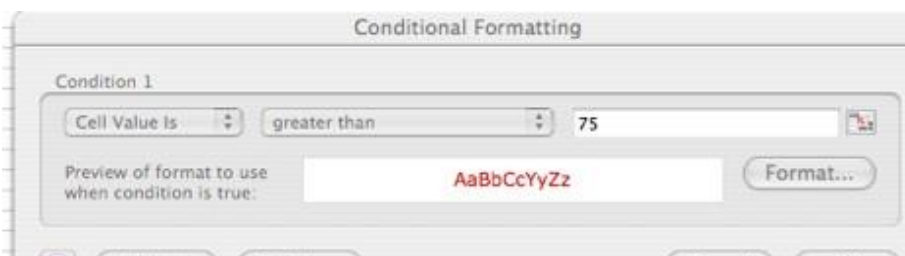 Conditional Formatting
Condition 1
Cell Value Is greater than 75
Preview of format to use AaBbCcYyZz Format...
when condition is true: